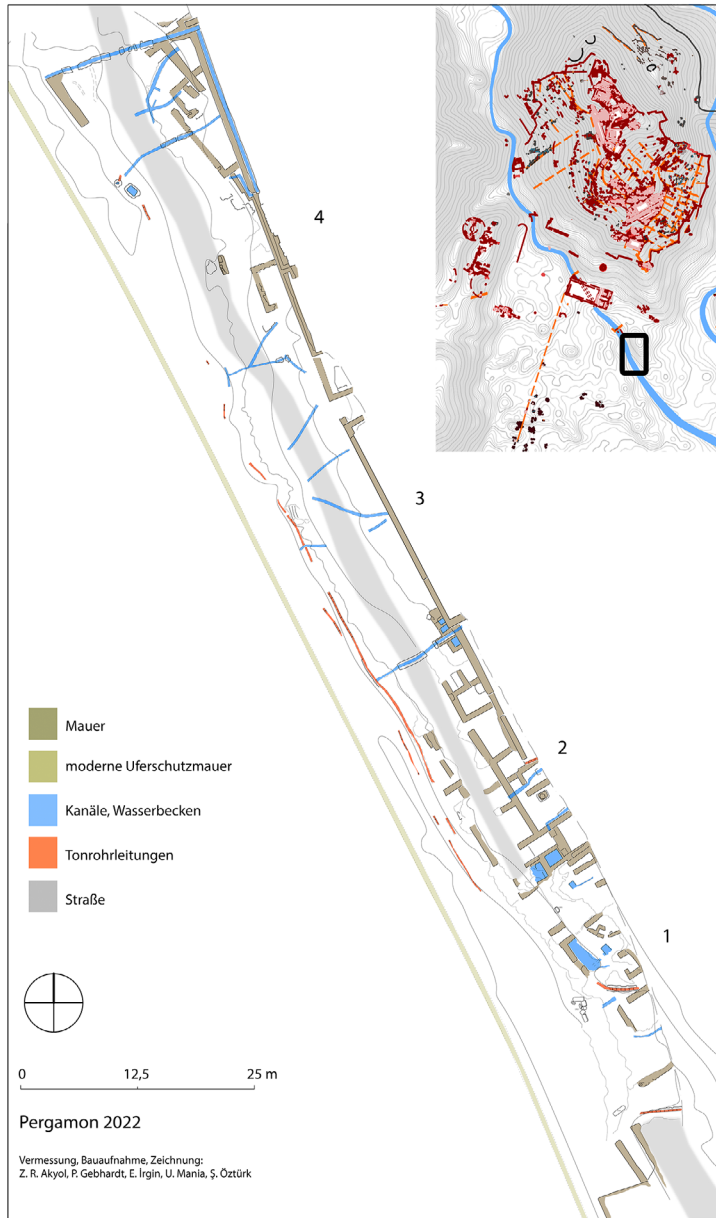 4
3
2
1
Mauer
moderne Uferschutzmauer
Kanäle, Wasserbecken
Tonrohrleitungen
Straße
0 12,5 25 m
Pergamon 2022
Vermessung, Bauaufnahme, Zeichnung:
Z. R. Akyol, P. Gebhardt, E. İrgin, U. Mania, Ş. Öztürk